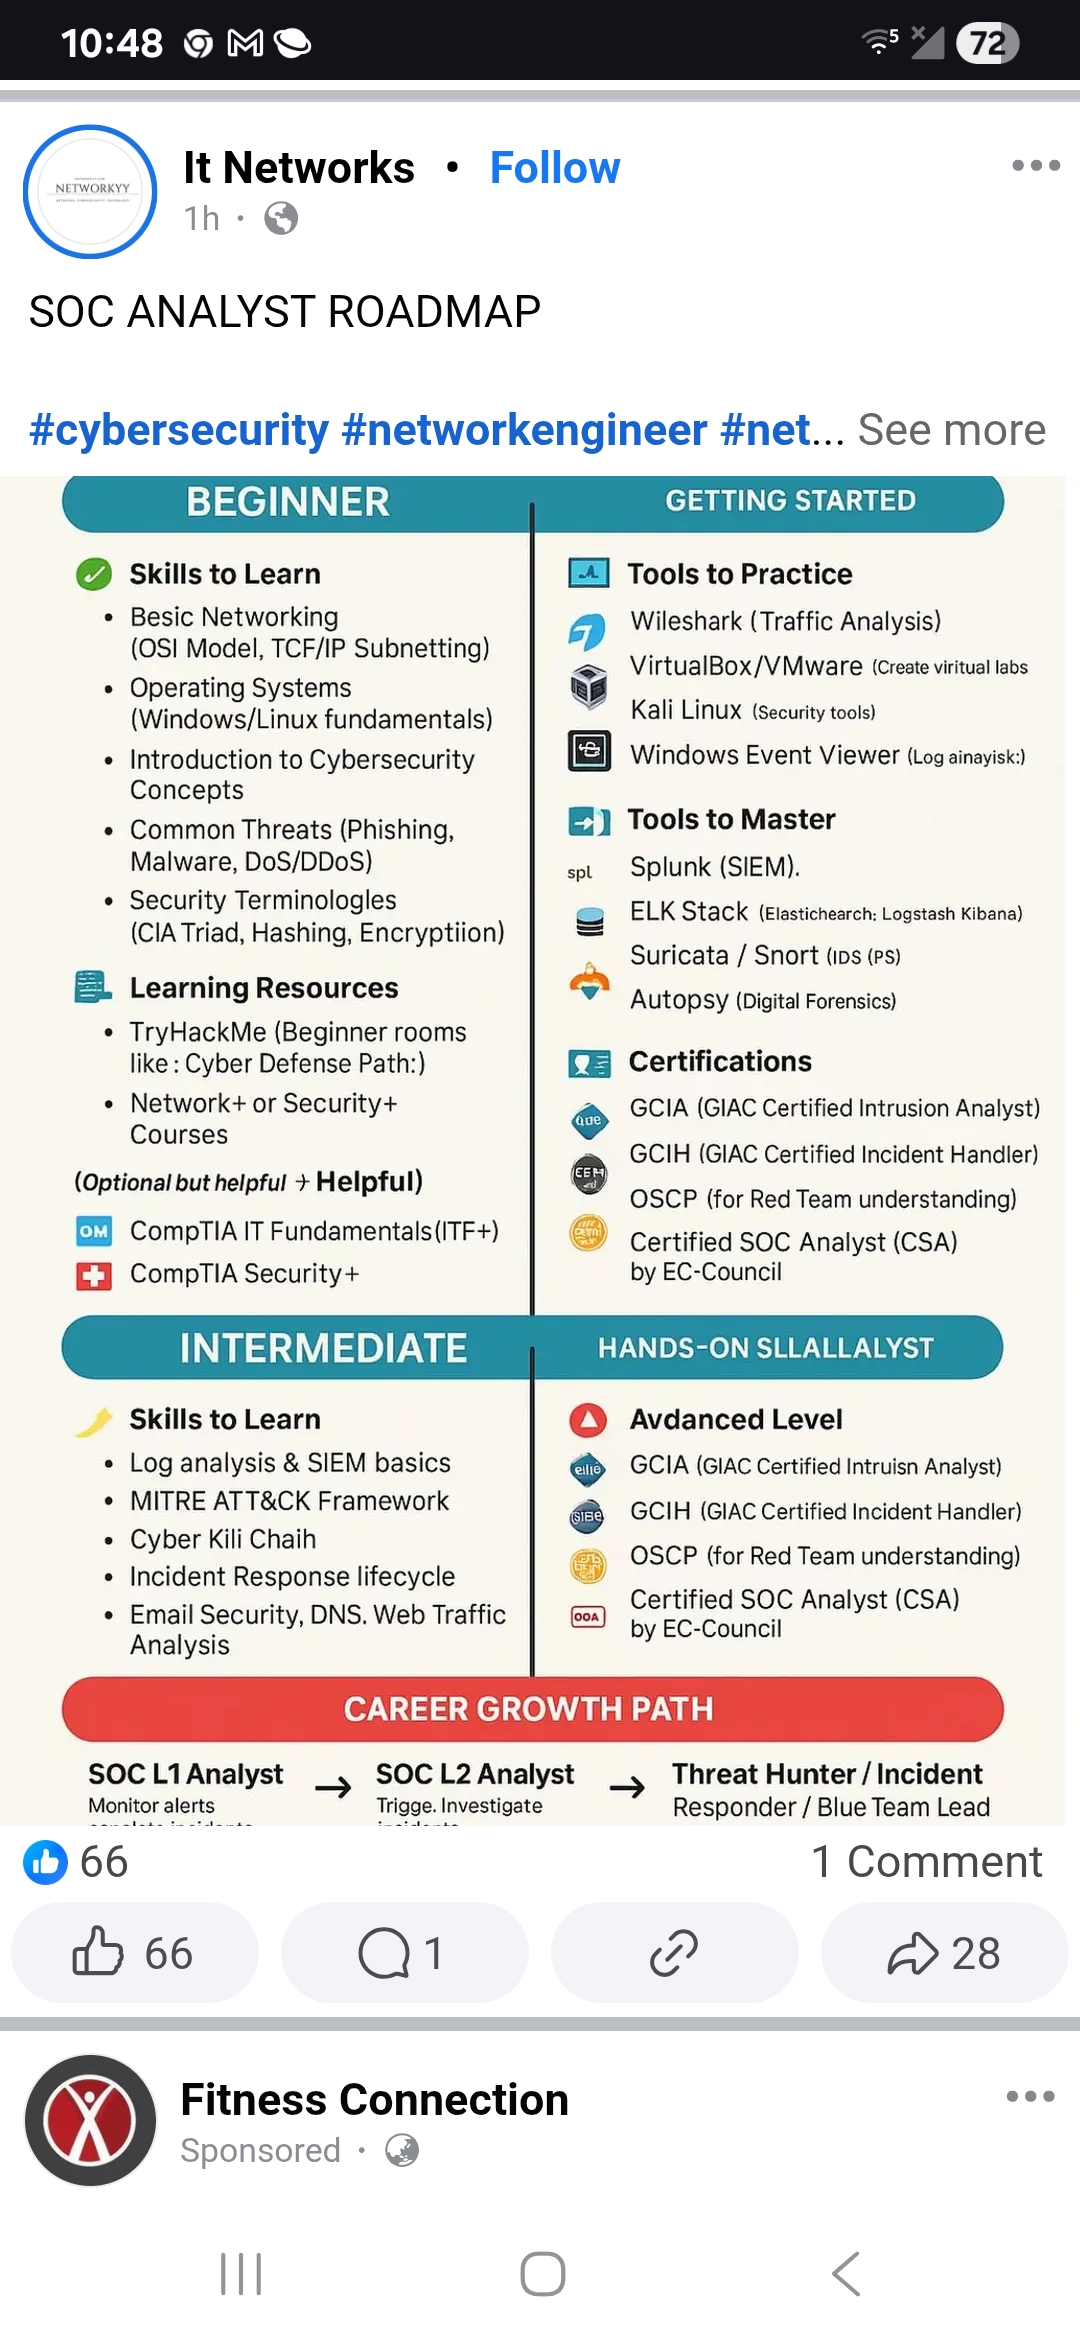 10:48
5
72
NETWORKYY
It Networks • Follow
1h ·
SOC ANALYST ROADMAP
#cybersecurity #networkengineer #net... See more
BEGINNER
Skills to Learn
• Besic Networking
(OSI Model, TCF/IP Subnetting)
• Operating Systems
(Windows/Linux fundamentals)
• Introduction to Cybersecurity
Concepts
• Common Threats (Phishing,
Malware, DoS/DDoS)
• Security Terminologles
(CIA Triad, Hashing, Encryptiion)
Learning Resources
• TryHackMe (Beginner rooms
like : Cyber Defense Path:)
• Network+ or Security+
Courses
(Optional but helpful → Helpful)
OM CompTIA IT Fundamentals(ITF+)
CompTIA Security+
GETTING STARTED
Tools to Practice
Wileshark (Traffic Analysis)
VirtualBox/VMware (Create viritual labs
Kali Linux (Security tools)
Windows Event Viewer (Log ainayisk:)
Tools to Master
spl Splunk (SIEM).
ELK Stack (Elastichearch: Logstash Kibana)
Suricata / Snort (IDS (PS)
Autopsy (Digital Forensics)
Certifications
GCIA (GIAC Certified Intrusion Analyst)
GCIH (GIAC Certified Incident Handler)
OSCP (for Red Team understanding)
Certified SOC Analyst (CSA)
by EC-Council
INTERMEDIATE
Skills to Learn
• Log analysis & SIEM basics
• MITRE ATT&CK Framework
• Cyber Kili Chaih
• Incident Response lifecycle
• Email Security, DNS. Web Traffic
Analysis
HANDS-ON SLLALLALYST
Avdanced Level
GCIA (GIAC Certified Intruisn Analyst)
GCIH (GIAC Certified Incident Handler)
OSCP (for Red Team understanding)
OOA Certified SOC Analyst (CSA)
by EC-Council
CAREER GROWTH PATH
SOC L1 Analyst → SOC L2 Analyst → Threat Hunter / Incident
Monitor alerts Trigge. Investigate Responder / Blue Team Lead
66 1 Comment
66 1 28
Fitness Connection
Sponsored ·